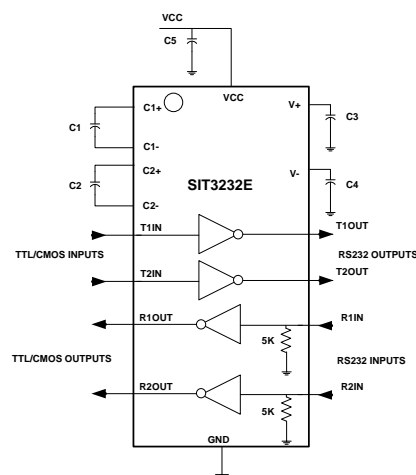 VCC
C5
VCC
C1+
V+
C3
C1
C1-
C2+
V-
C2
SIT3232E
C4
C2-
T1IN
T1OUT
TTL/CMOS INPUTS
RS232 OUTPUTS
T2IN
T2OUT
R1OUT
R1IN
5K
TTL/CMOS OUTPUTS
RS232 INPUTS
R2OUT
R2IN
5K
GND